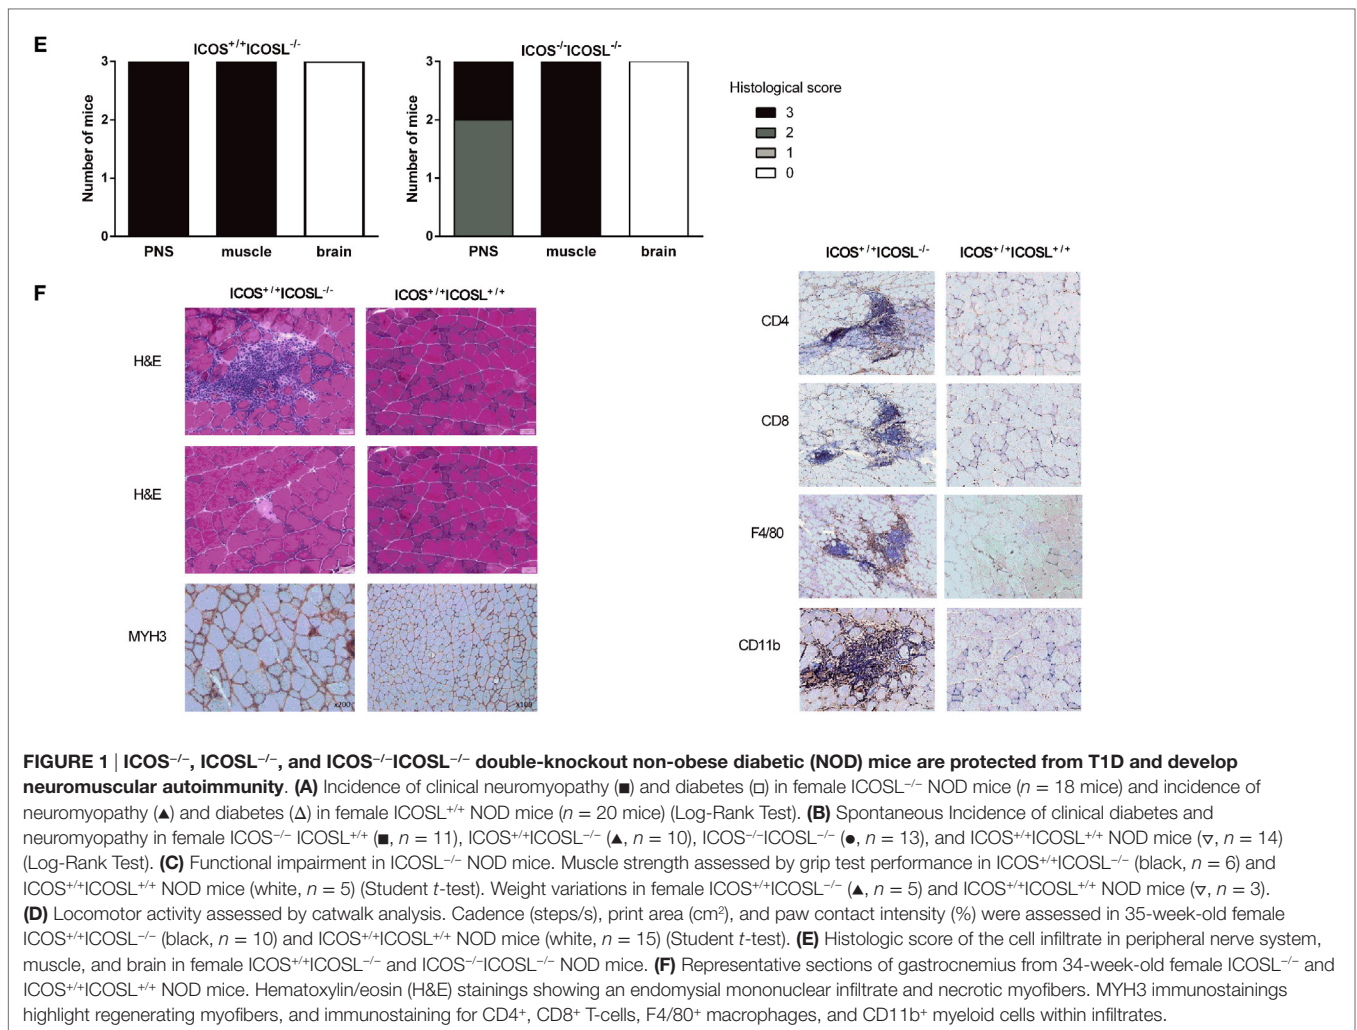 E
ICOS+/+ICOSL-/-
ICOS-/-ICOSL-/-
Number of mice
3
2
1
0
PNS
muscle
brain
Number of mice
3
2
1
0
PNS
muscle
brain
Histological score
3
2
1
0
F
ICOS+/+ICOSL-/-
ICOS+/+ICOSL+/+
H&E
H&E
MYH3
x200
x100
ICOS+/+ICOSL-/-
ICOS+/+ICOSL+/+
CD4
CD8
F4/80
CD11b
FIGURE 1 | ICOS−/−, ICOSL−/−, and ICOS−/−ICOSL−/− double-knockout non-obese diabetic (NOD) mice are protected from T1D and develop
neuromuscular autoimmunity. (A) Incidence of clinical neuromyopathy (■) and diabetes (□) in female ICOSL−/− NOD mice (n = 18 mice) and incidence of
neuromyopathy (▲) and diabetes (Δ) in female ICOSL+/+ NOD mice (n = 20 mice) (Log-Rank Test). (B) Spontaneous Incidence of clinical diabetes and
neuromyopathy in female ICOS−/− ICOSL+/+ (■, n = 11), ICOS+/+ICOSL−/− (▲, n = 10), ICOS−/−ICOSL−/− (●, n = 13), and ICOS+/+ICOSL+/+ NOD mice (▿, n = 14)
(Log-Rank Test). (C) Functional impairment in ICOSL−/− NOD mice. Muscle strength assessed by grip test performance in ICOS+/+ICOSL−/− (black, n = 6) and
ICOS+/+ICOSL+/+ NOD mice (white, n = 5) (Student t-test). Weight variations in female ICOS+/+ICOSL−/− (▲, n = 5) and ICOS+/+ICOSL+/+ NOD mice (▿, n = 3).
(D) Locomotor activity assessed by catwalk analysis. Cadence (steps/s), print area (cm²), and paw contact intensity (%) were assessed in 35-week-old female
ICOS+/+ICOSL−/− (black, n = 10) and ICOS+/+ICOSL+/+ NOD mice (white, n = 15) (Student t-test). (E) Histologic score of the cell infiltrate in peripheral nerve system,
muscle, and brain in female ICOS+/+ICOSL−/− and ICOS−/−ICOSL−/− NOD mice. (F) Representative sections of gastrocnemius from 34-week-old female ICOSL−/− and
ICOS+/+ICOSL+/+ NOD mice. Hematoxylin/eosin (H&E) stainings showing an endomysial mononuclear infiltrate and necrotic myofibers. MYH3 immunostainings
highlight regenerating myofibers, and immunostaining for CD4+, CD8+ T-cells, F4/80+ macrophages, and CD11b+ myeloid cells within infiltrates.